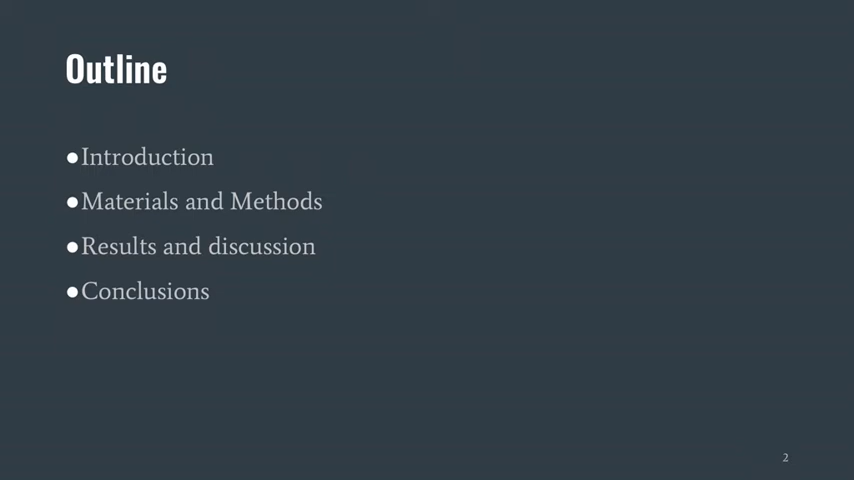 Outline
●Introduction
●Materials and Methods
●Results and discussion
●Conclusions
2